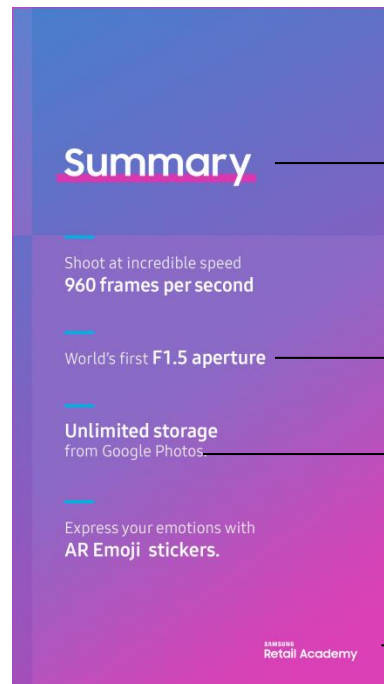 Summary
Shoot at incredible speed
960 frames per second
World's first F1.5 aperture
Unlimited storage
from Google Photos.
Express your emotions with
AR Emoji stickers.
SAMSUNG
Retail Academy